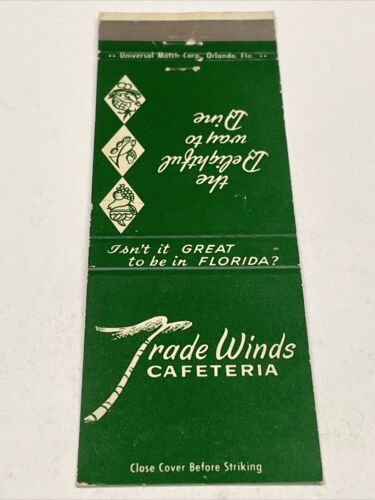 •• Universal Match Corp., Orlando, Fla. ••
the
Delightful
way to
Dine
Isn't it GREAT
to be in FLORIDA?
Trade Winds
CAFETERIA
Close Cover Before Striking